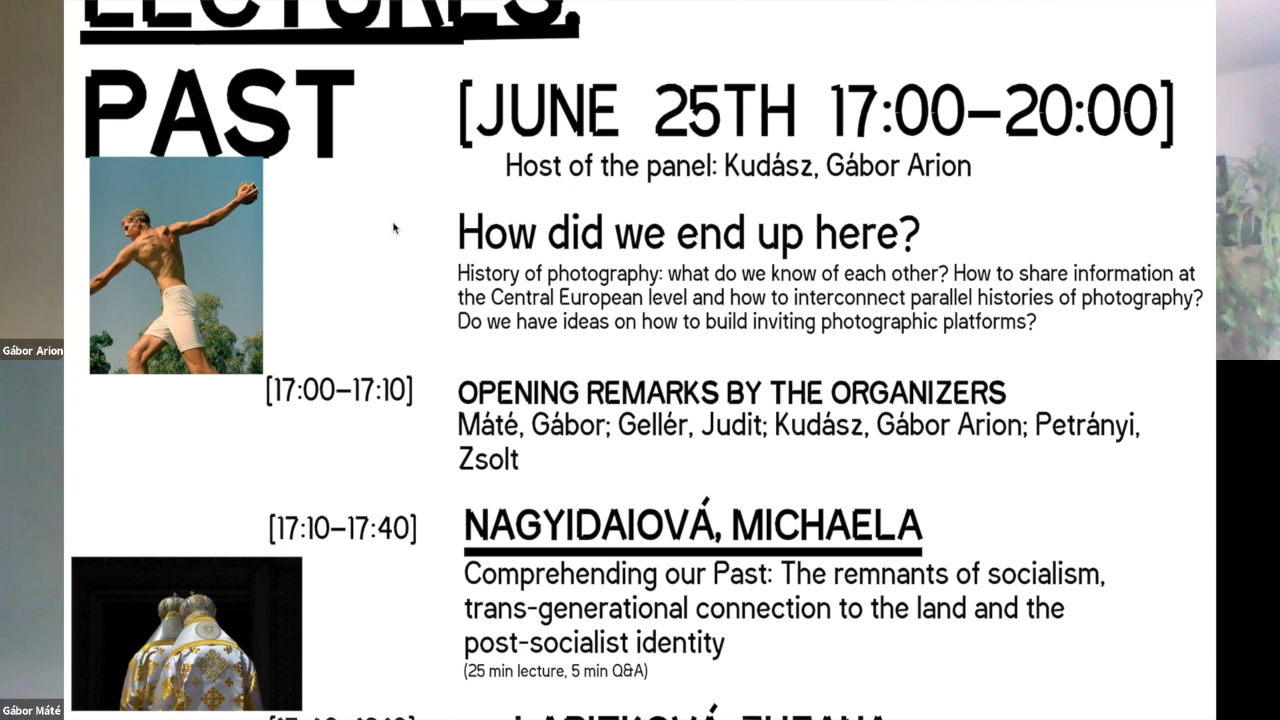 LECTURES.
PAST
[JUNE 25TH 17:00–20:00]
Host of the panel: Kudász, Gábor Arion
How did we end up here?
History of photography: what do we know of each other? How to share information at
the Central European level and how to interconnect parallel histories of photography?
Do we have ideas on how to build inviting photographic platforms?
Gábor Arion
[17:00–17:10]
OPENING REMARKS BY THE ORGANIZERS
Máté, Gábor; Gellér, Judit; Kudász, Gábor Arion; Petrányi,
Zsolt
[17:10–17:40]
NAGYIDAIOVÁ, MICHAELA
Comprehending our Past: The remnants of socialism,
trans-generational connection to the land and the
post-socialist identity
(25 min lecture, 5 min Q&A)
Gábor Máté